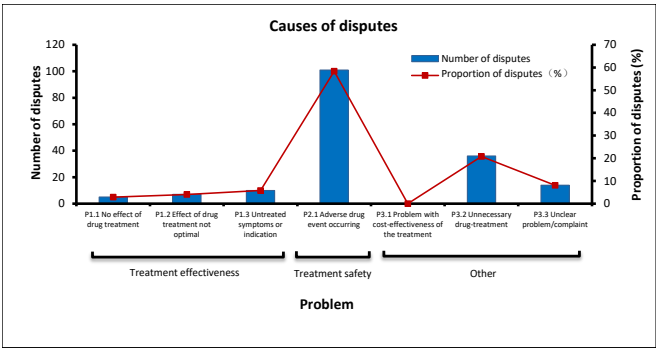 Causes of disputes
120
100
80
60
40
20
0
Number of disputes
70
60
50
40
30
20
10
0
Proportion of disputes (%)
Number of disputes
Proportion of disputes（%）
P1.1 No effect of
drug treatment
P1.2 Effect of drug
treatment not
optimal
P1.3 Untreated
symptoms or
indication
P2.1 Adverse drug
event occurring
P3.1 Problem with
cost-effectiveness of
the treatment
P3.2 Unnecessary
drug-treatment
P3.3 Unclear
problem/complaint
Treatment effectiveness
Treatment safety
Other
Problem